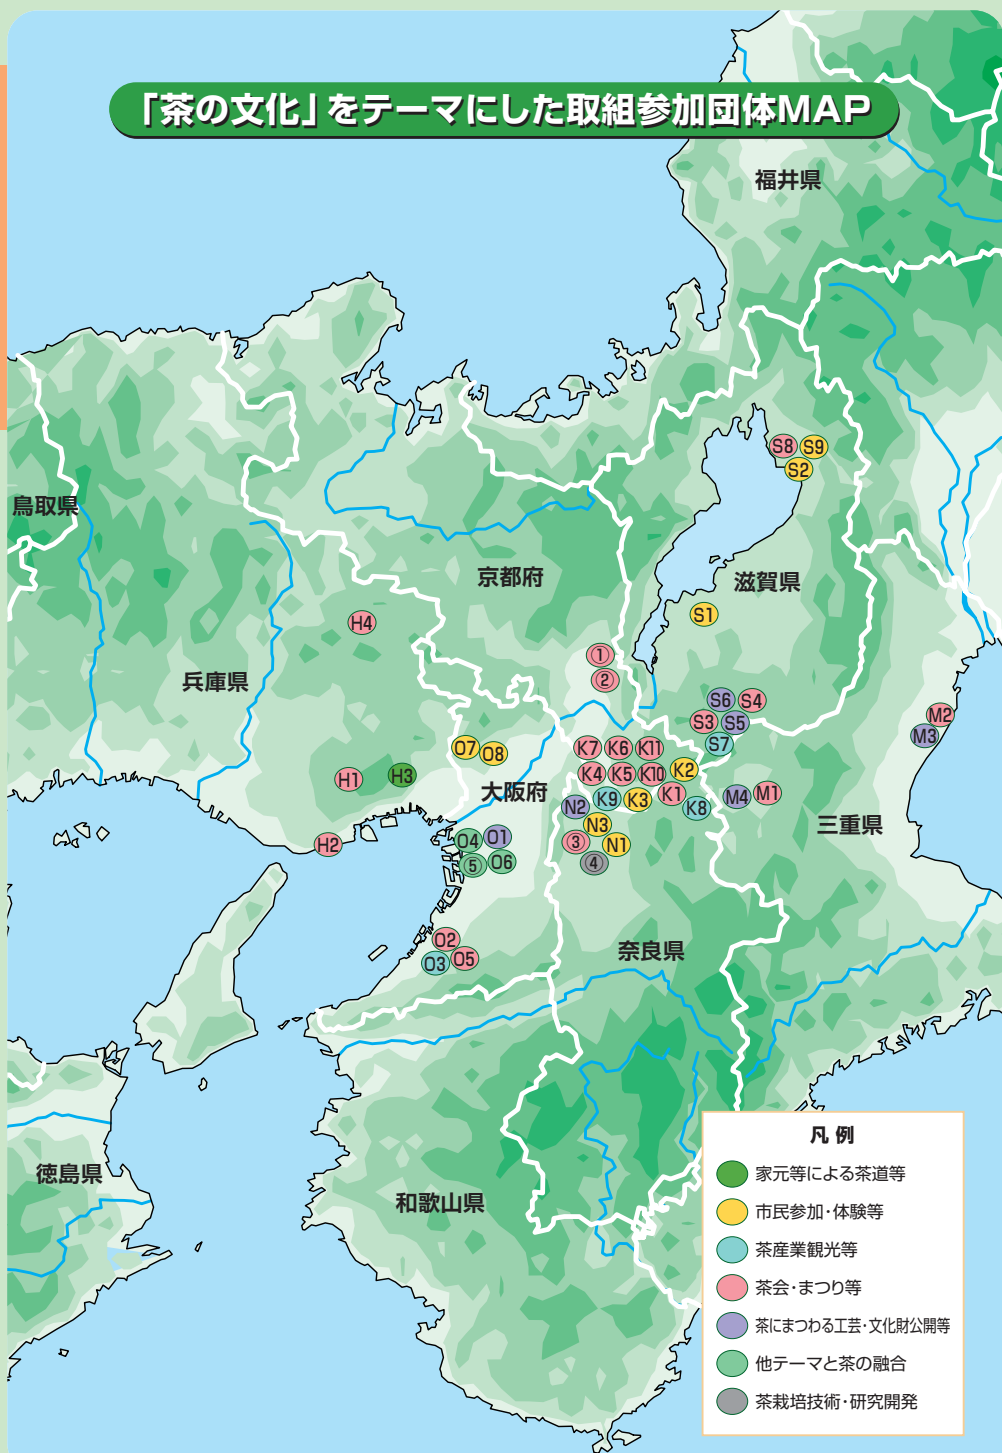 「茶の文化」をテーマにした取組参加団体MAP
福井県
S8
S9
S2
鳥取県
京都府
滋賀県
S1
H4
①
②
兵庫県
S6
S4
S3
S5
S7
M2
M3
O7
O8
K7
K6
K11
K4
K5
K10
K2
H1
H3
大阪府
K9
K3
K1
K8
M4
M1
N2
三重県
N3
N1
③
④
H2
O4
O1
⑤
O6
O2
O5
O3
奈良県
徳島県
和歌山県
凡例
家元等による茶道等
市民参加・体験等
茶産業観光等
茶会・まつり等
茶にまつわる工芸・文化財公開等
他テーマと茶の融合
茶栽培技術・研究開発